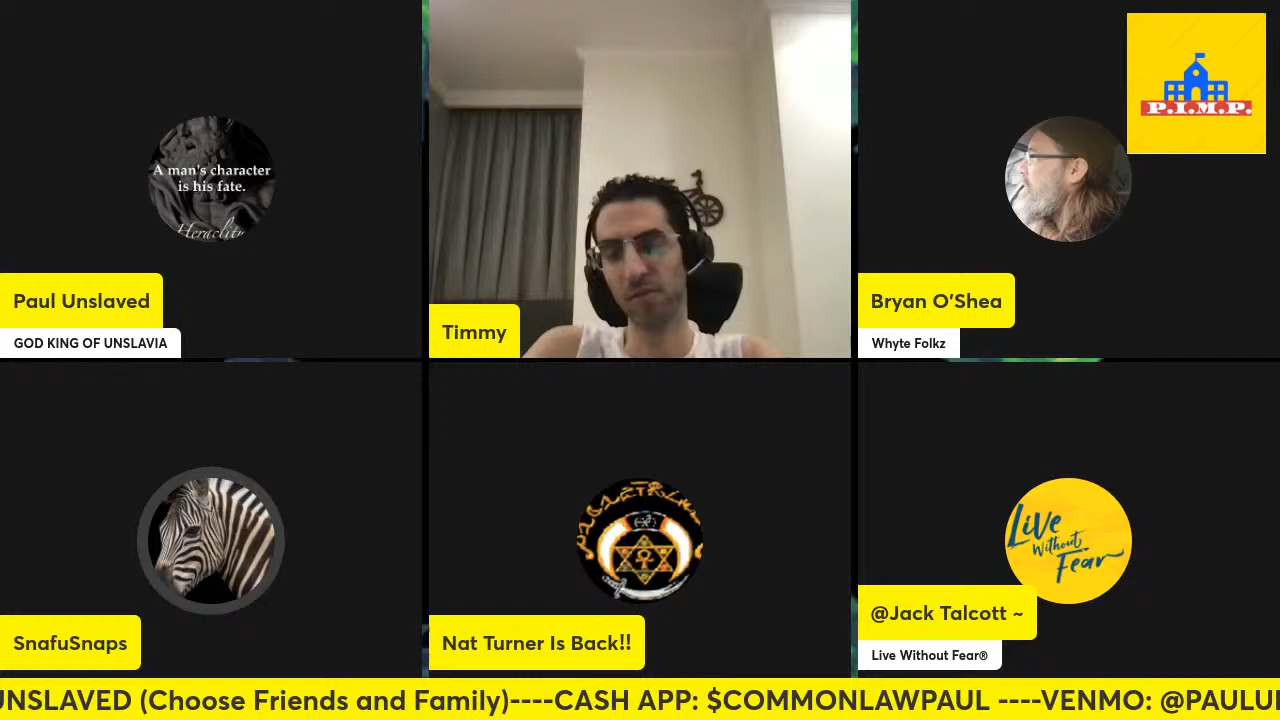 P.I.M.P.
A man's character
is his fate.
Paul Unslaved
GOD KING OF UNSLAVIA
Timmy
Bryan O'Shea
Whyte Folkz
SnafuSnaps
Nat Turner Is Back!!
LiVe
Without
Fear
@Jack Talcott ~
Live Without Fear®
UNSLAVED (Choose Friends and Family)----CASH APP: $COMMONLAWPAUL ----VENMO: @PAULU